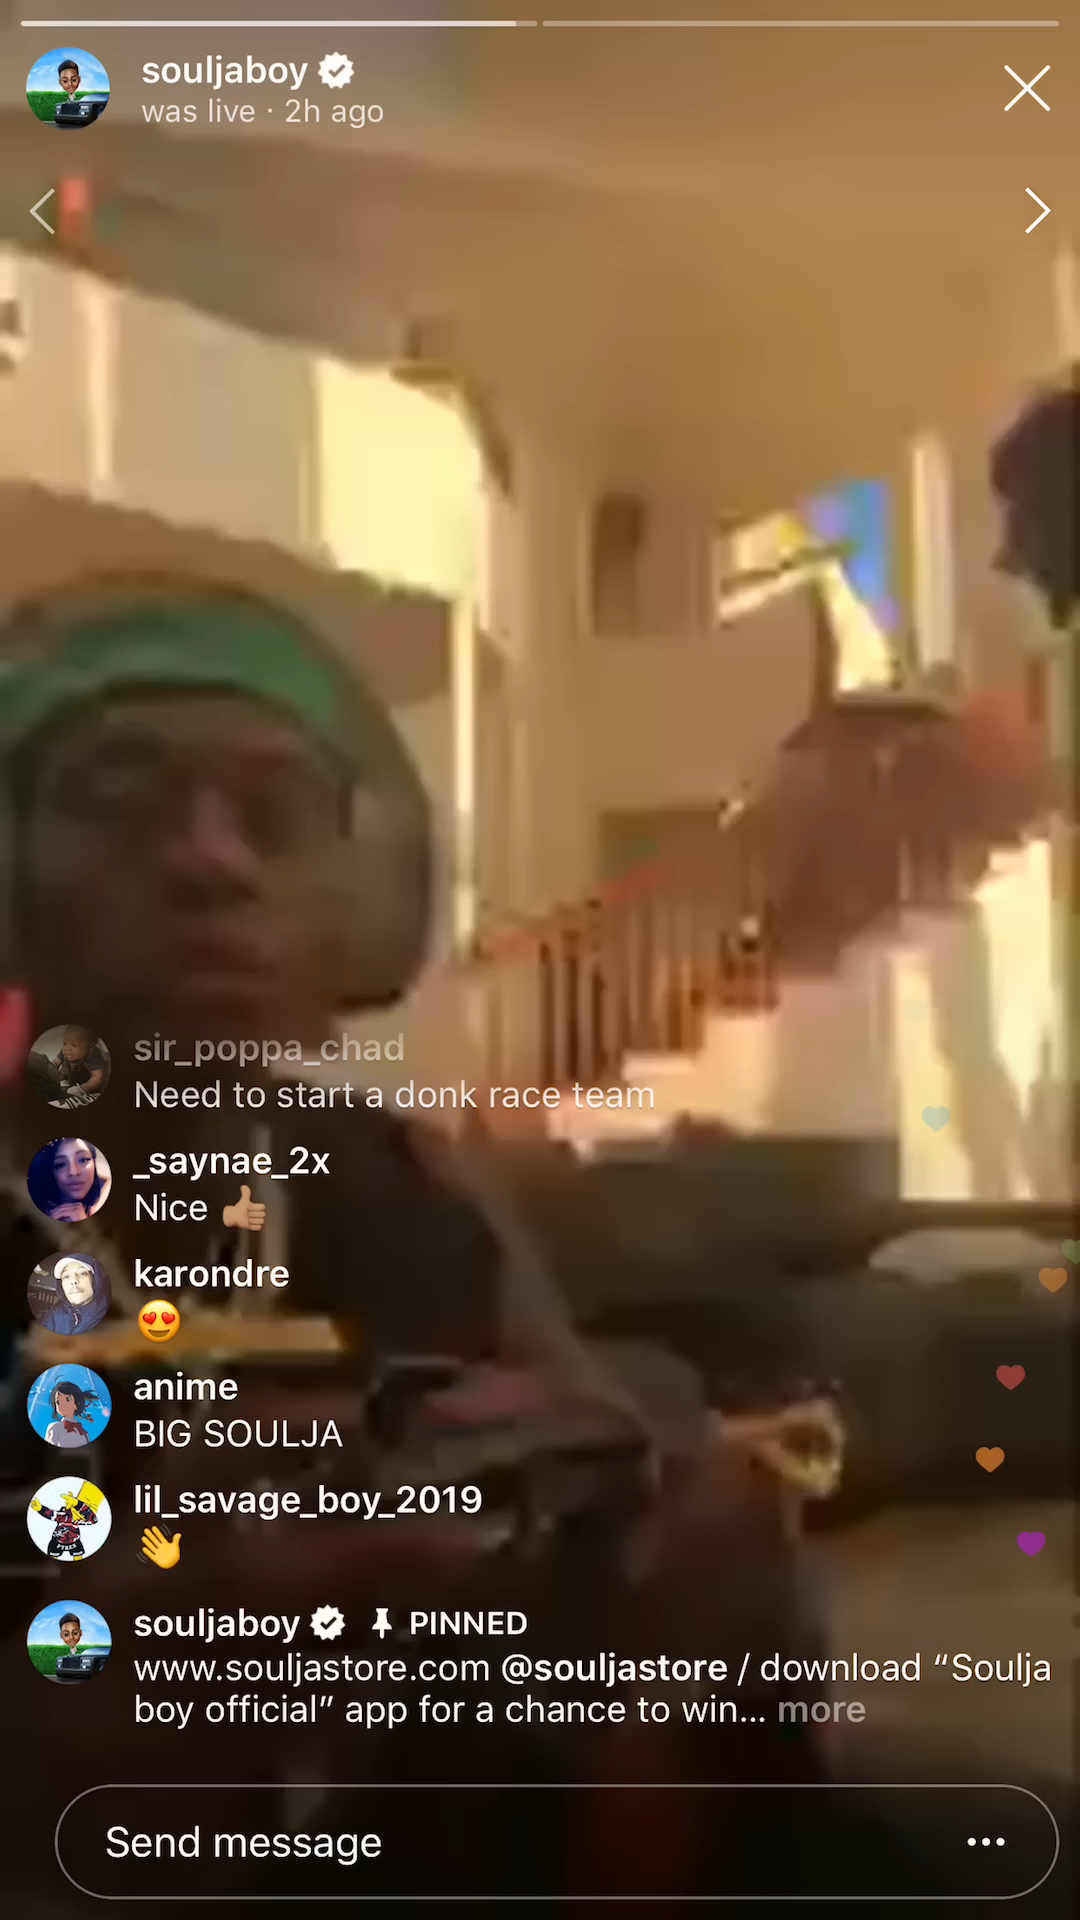 souljaboy
was live · 2h ago
sir_poppa_chad
Need to start a donk race team
_saynae_2x
Nice 👍🏼
karondre
😍
anime
BIG SOULJA
lil_savage_boy_2019
👋
souljaboy PINNED
www.souljastore.com @souljastore / download “Soulja
boy official” app for a chance to win... more
Send message